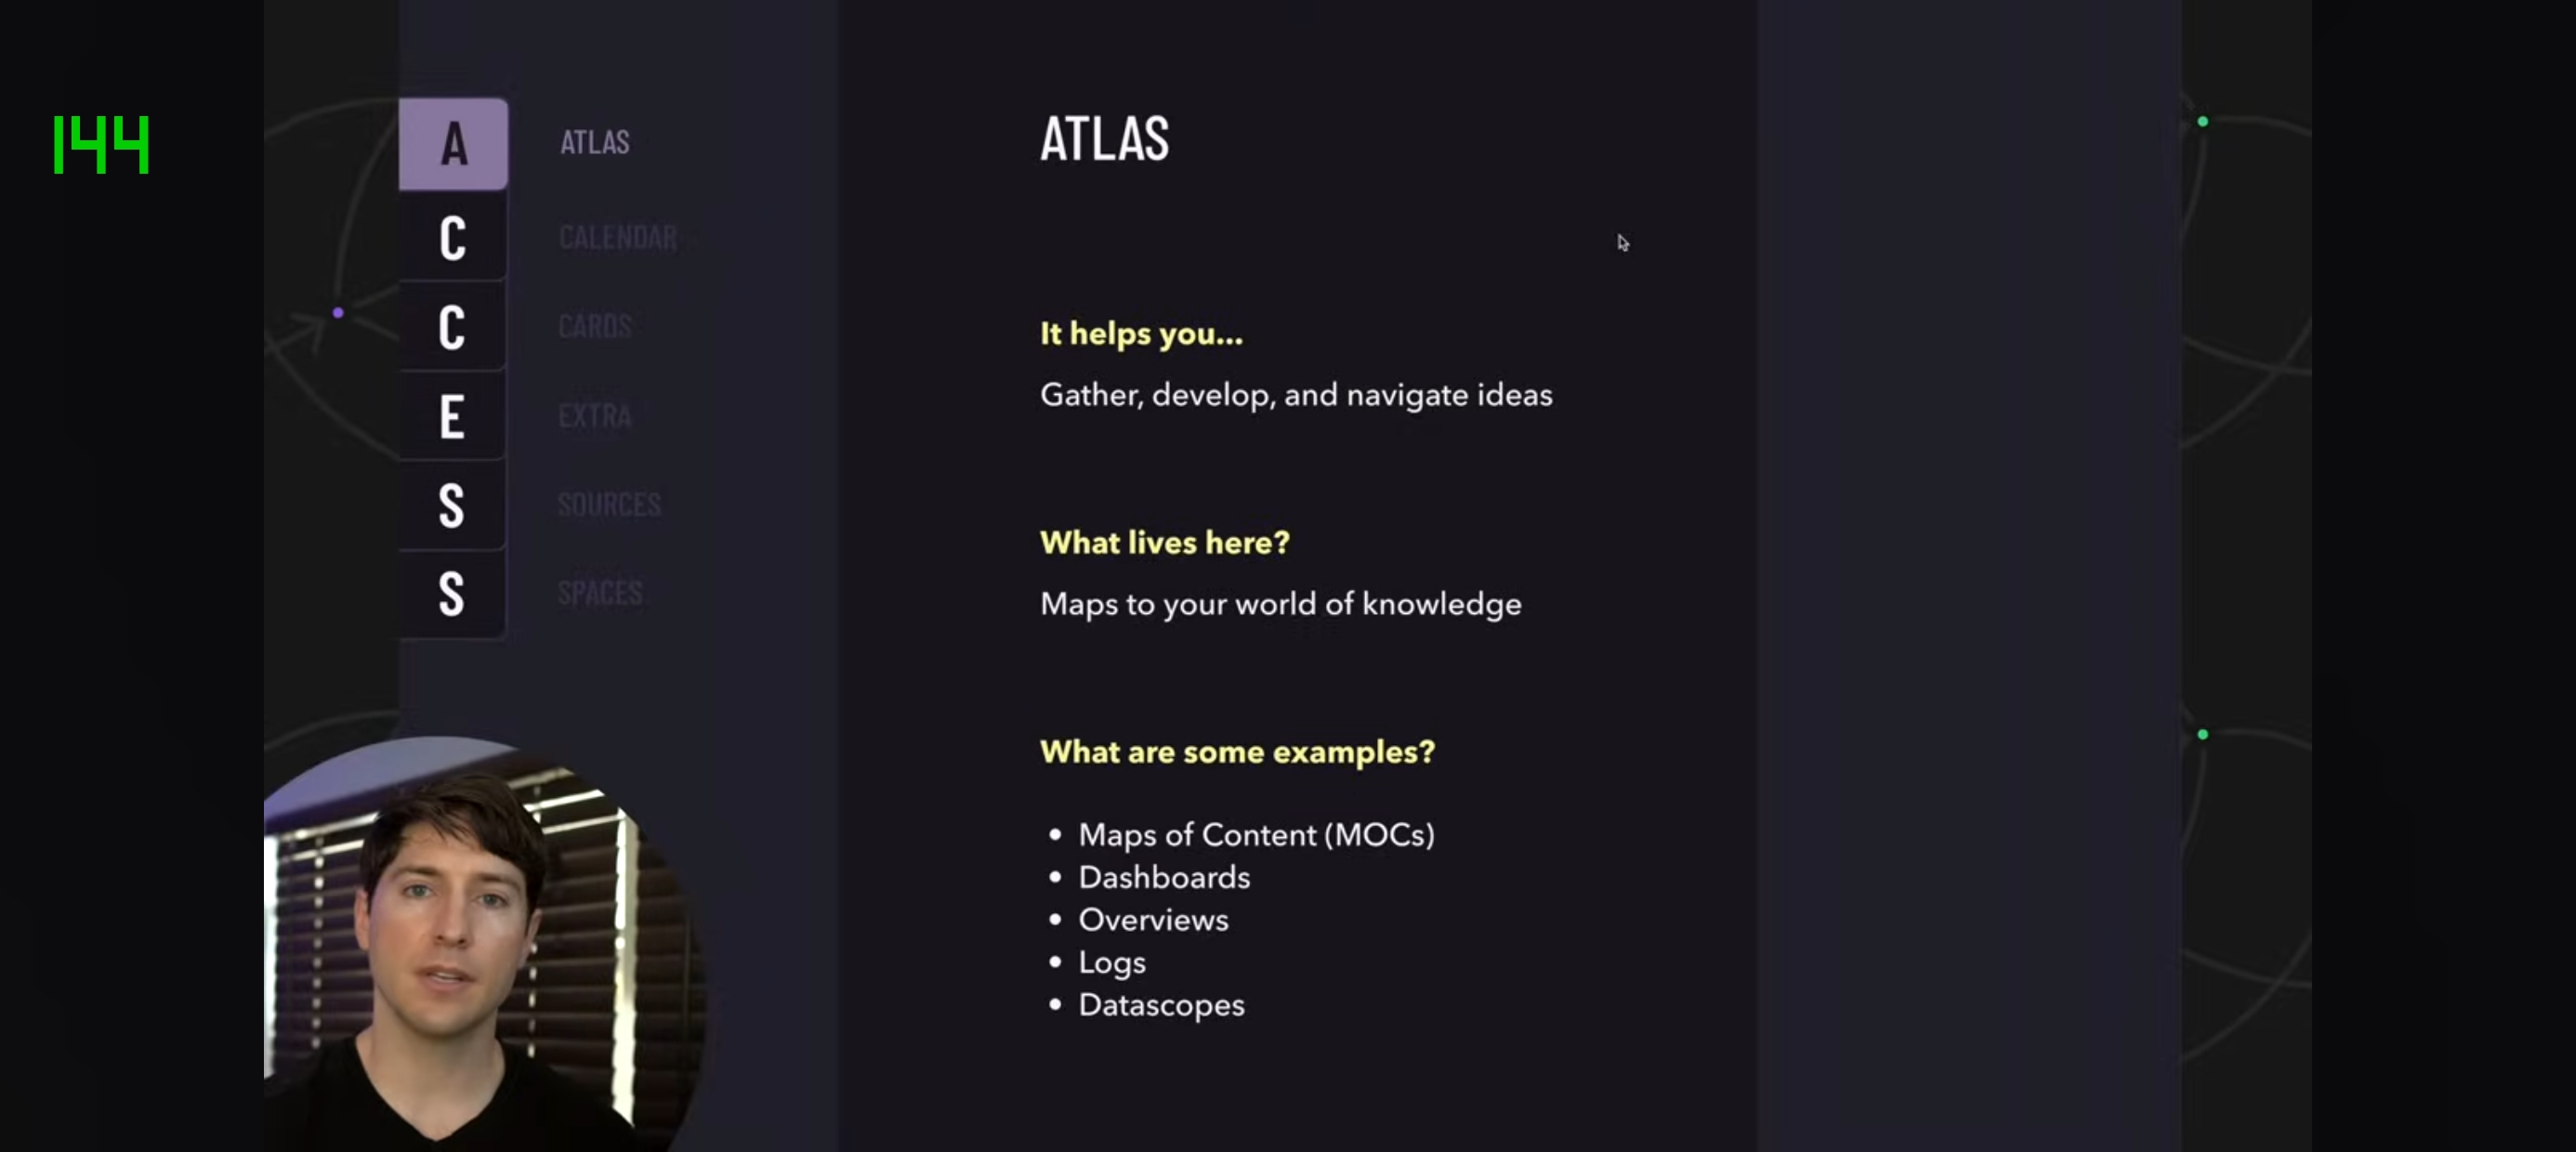 144
A
ATLAS
C
CALENDAR
C
CARDS
E
EXTRA
S
SOURCES
S
SPACES
ATLAS
It helps you...
Gather, develop, and navigate ideas
What lives here?
Maps to your world of knowledge
What are some examples?
• Maps of Content (MOCs)
• Dashboards
• Overviews
• Logs
• Datascopes